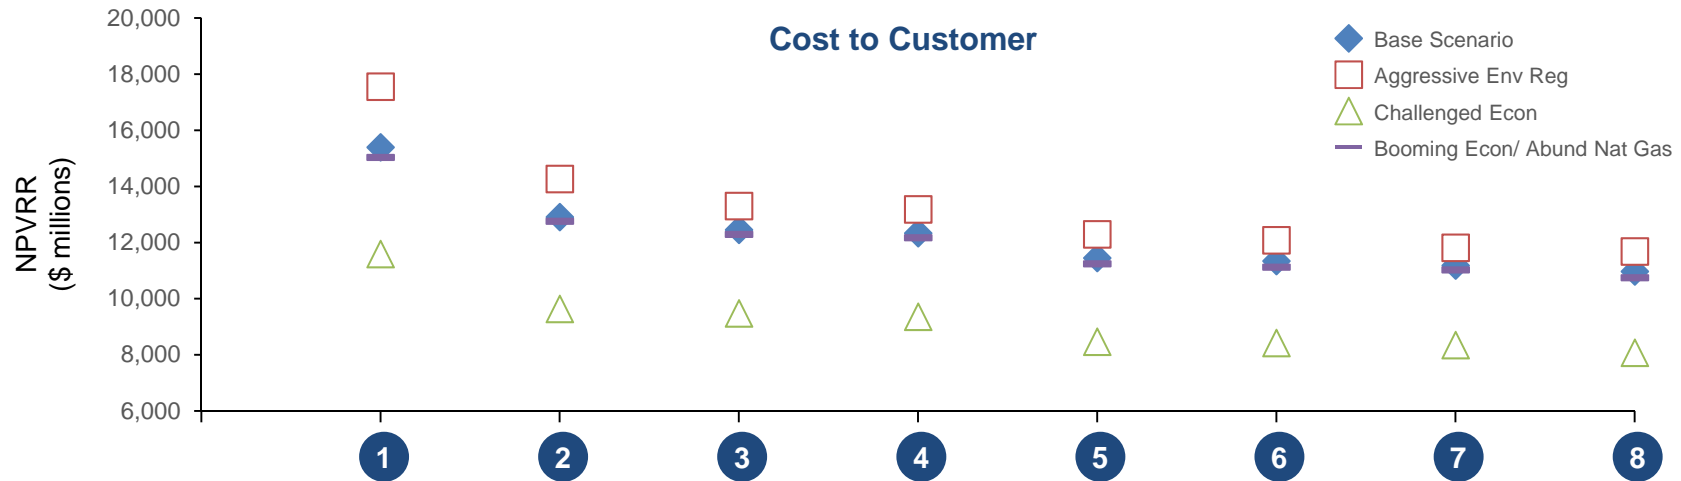 Cost to Customer
NPVRR
($ millions)
20,000
18,000
16,000
14,000
12,000
10,000
8,000
6,000
Base Scenario
Aggressive Env Reg
Challenged Econ
Booming Econ/ Abund Nat Gas
1 2 3 4 5 6 7 8